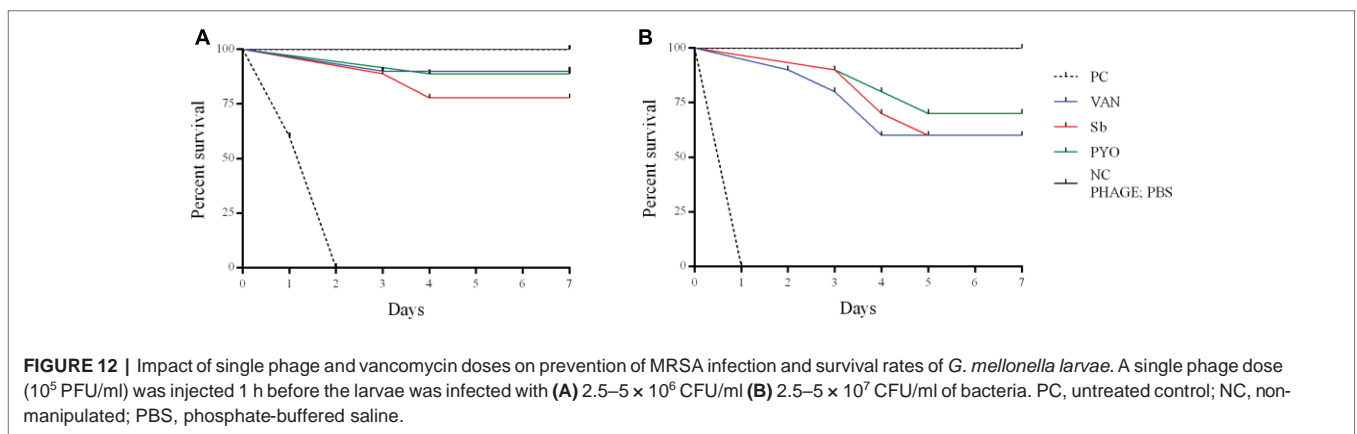 A
Percent survival
100
75
50
25
0
0 1 2 3 4 5 6 7
Days
B
Percent survival
100
75
50
25
0
0 1 2 3 4 5 6 7
Days
PC
VAN
Sb
PYO
NC
PHAGE; PBS
FIGURE 12 | Impact of single phage and vancomycin doses on prevention of MRSA infection and survival rates of G. mellonella larvae. A single phage dose
(10⁵ PFU/ml) was injected 1 h before the larvae was infected with (A) 2.5–5 × 10⁶ CFU/ml (B) 2.5–5 × 10⁷ CFU/ml of bacteria. PC, untreated control; NC, non-
manipulated; PBS, phosphate-buffered saline.